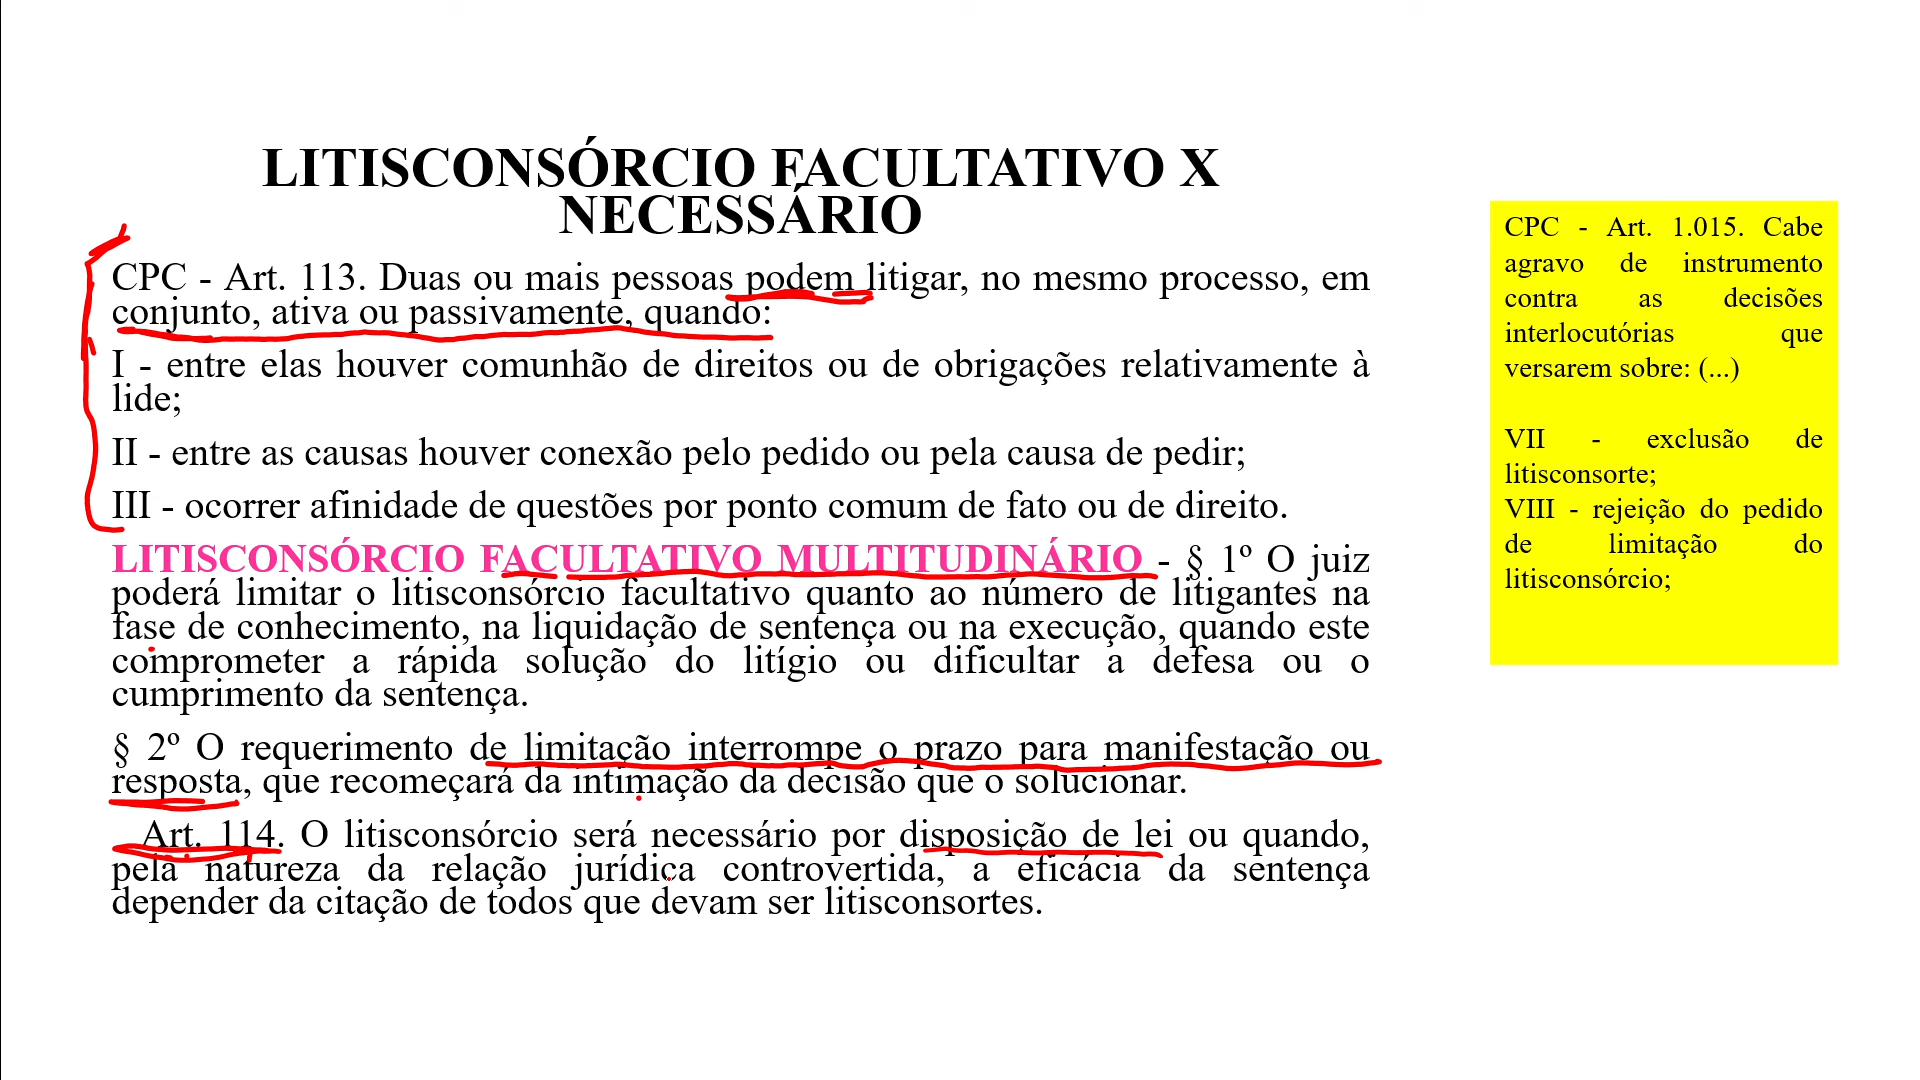 LITISCONSÓRCIO FACULTATIVO X
NECESSÁRIO
CPC - Art. 113. Duas ou mais pessoas podem litigar, no mesmo processo, em
conjunto, ativa ou passivamente, quando:
I - entre elas houver comunhão de direitos ou de obrigações relativamente à
lide;
II - entre as causas houver conexão pelo pedido ou pela causa de pedir;
III - ocorrer afinidade de questões por ponto comum de fato ou de direito.
LITISCONSÓRCIO FACULTATIVO MULTITUDINÁRIO - § 1º O juiz
poderá limitar o litisconsórcio facultativo quanto ao número de litigantes na
fase de conhecimento, na liquidação de sentença ou na execução, quando este
comprometer a rápida solução do litígio ou dificultar a defesa ou o
cumprimento da sentença.
§ 2º O requerimento de limitação interrompe o prazo para manifestação ou
resposta, que recomeçará da intimação da decisão que o solucionar.
Art. 114. O litisconsórcio será necessário por disposição de lei ou quando,
pela natureza da relação jurídica controvertida, a eficácia da sentença
depender da citação de todos que devam ser litisconsortes.
CPC - Art. 1.015. Cabe
agravo de instrumento
contra as decisões
interlocutórias que
versarem sobre: (...)
VII - exclusão de
litisconsorte;
VIII - rejeição do pedido
de limitação do
litisconsórcio;